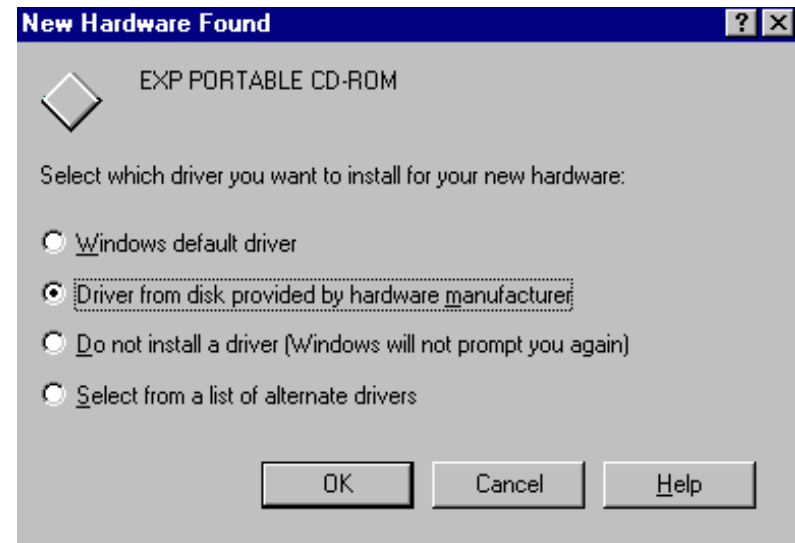 New Hardware Found
EXP PORTABLE CD-ROM
Select which driver you want to install for your new hardware:
Windows default driver
Driver from disk provided by hardware manufacturer
Do not install a driver (Windows will not prompt you again)
Select from a list of alternate drivers
OK Cancel Help